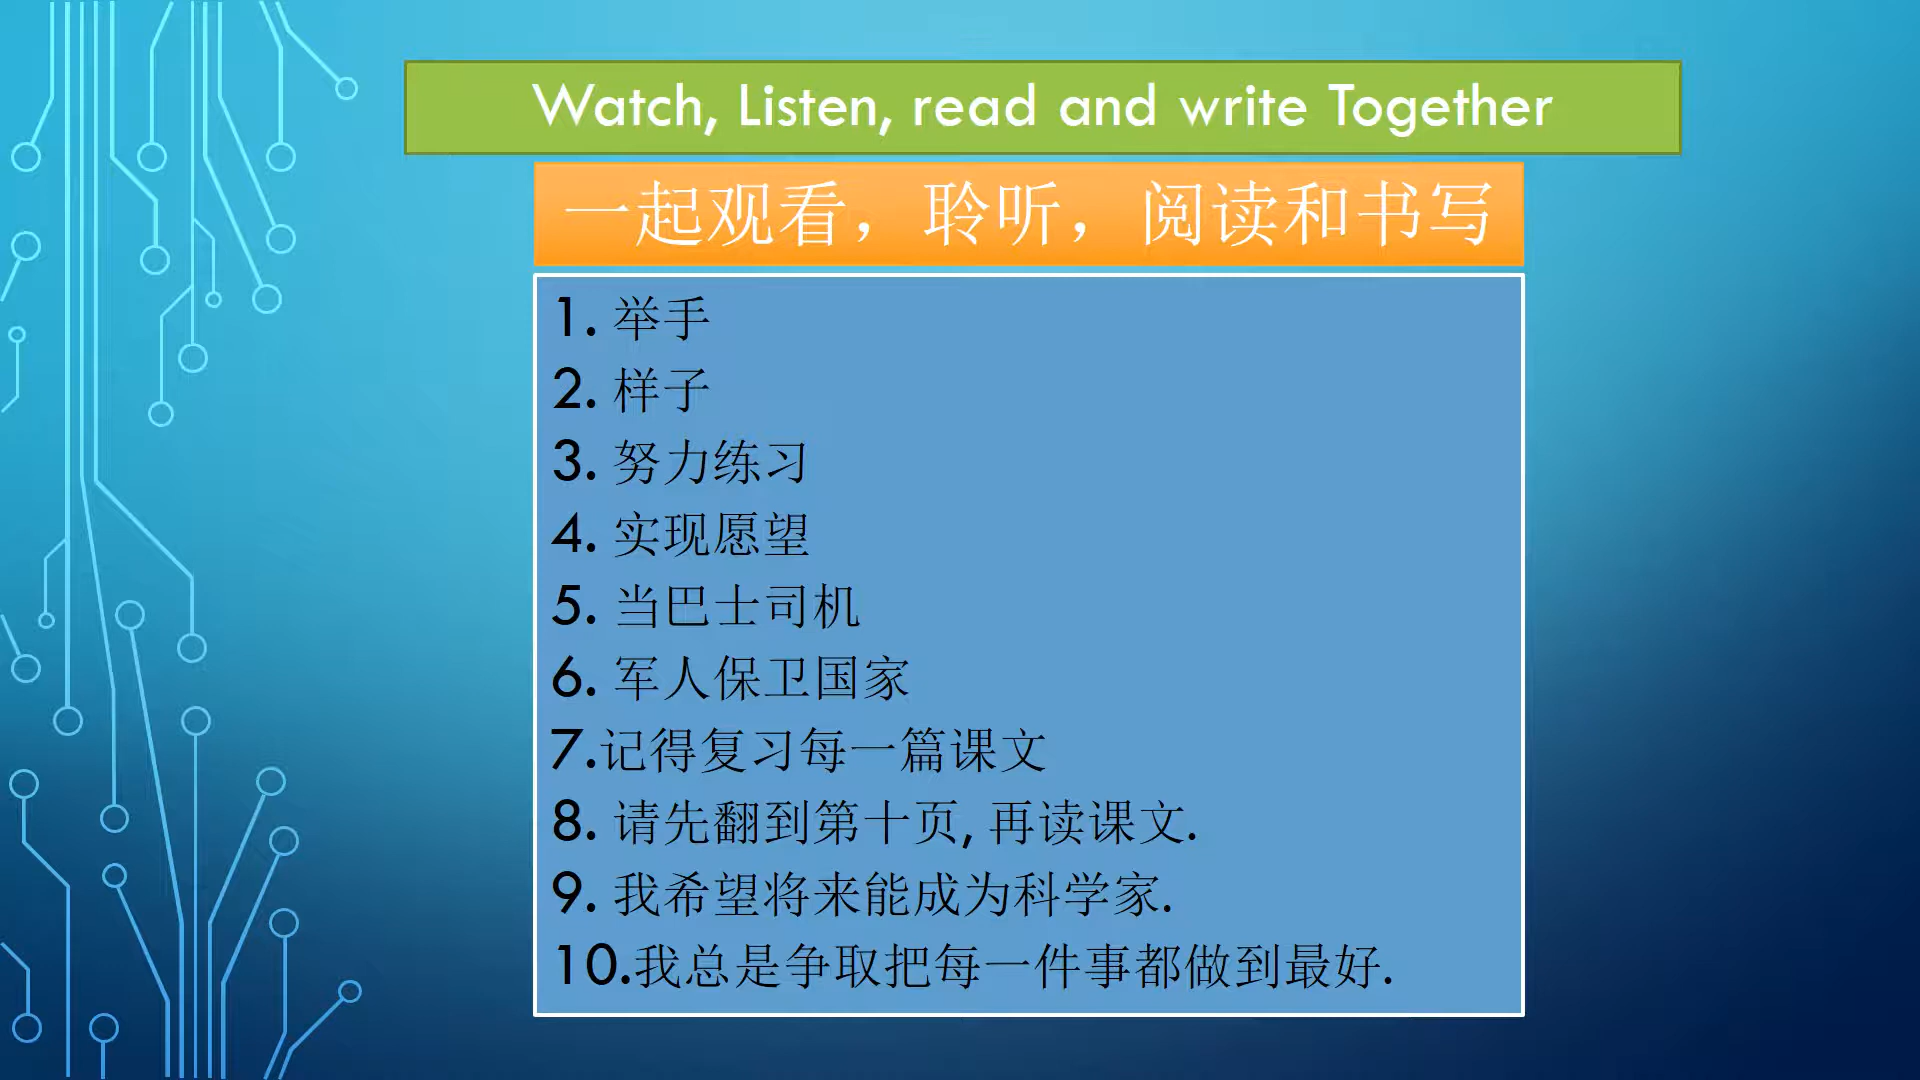 Watch, Listen, read and write Together
一起观看，聆听，阅读和书写
1. 举手
2. 样子
3. 努力练习
4. 实现愿望
5. 当巴士司机
6. 军人保卫国家
7.记得复习每一篇课文
8. 请先翻到第十页, 再读课文.
9. 我希望将来能成为科学家.
10.我总是争取把每一件事都做到最好.